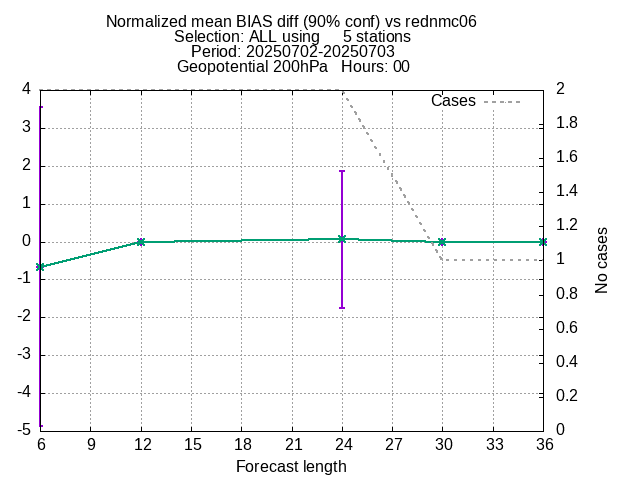 Normalized mean BIAS diff (90% conf) vs rednmc06
Selection: ALL using     5 stations
Period: 20250702-20250703
Geopotential 200hPa   Hours: 00
Cases
4
3
2
1
0
-1
-2
-3
-4
-5
2
1.8
1.6
1.4
1.2
1
0.8
0.6
0.4
0.2
0
No cases
6 9 12 15 18 21 24 27 30 33 36
Forecast length